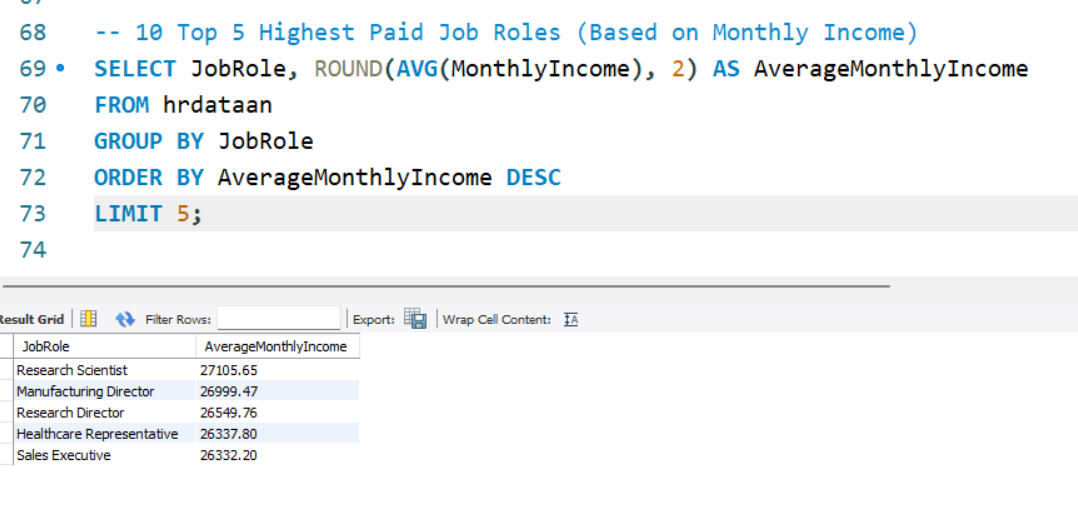 68 -- 10 Top 5 Highest Paid Job Roles (Based on Monthly Income)
69 SELECT JobRole, ROUND(AVG(MonthlyIncome), 2) AS AverageMonthlyIncome
70 FROM hrdataan
71 GROUP BY JobRole
72 ORDER BY AverageMonthlyIncome DESC
73 LIMIT 5;
74
Result Grid Filter Rows: Export: Wrap Cell Content: IA
JobRole AverageMonthlyIncome
Research Scientist 27105.65
Manufacturing Director 26999.47
Research Director 26549.76
Healthcare Representative 26337.80
Sales Executive 26332.20